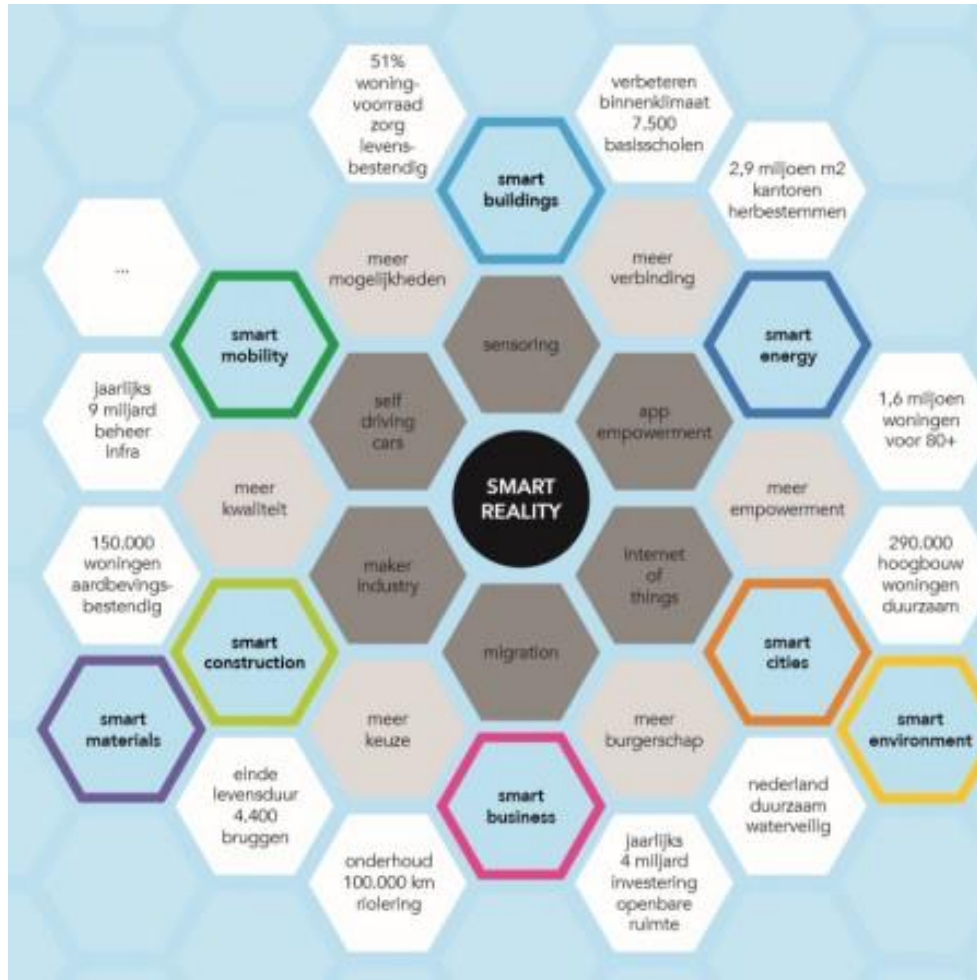 51%
woning-
voorraad
zorg
levens-
bestendig
verbeteren
binnenklimaat
7.500
basisscholen
smart
buildings
2,9 miljoen m2
kantoren
herbestemmen
...
meer
mogelijkheden
meer
verbinding
smart
mobility
sensoring
smart
energy
jaarlijks
9 miljard
beheer
infra
self
driving
cars
app
empowerment
1,6 miljoen
woningen
voor 80+
meer
kwaliteit
SMART
REALITY
meer
empowerment
150.000
woningen
aardbevings-
bestendig
maker
industry
internet
of
things
290.000
hoogbouw
woningen
duurzaam
smart
construction
migration
smart
cities
smart
materials
meer
keuze
meer
burgerschap
smart
environment
einde
levensduur
4.400
bruggen
smart
business
nederland
duurzaam
waterveilig
onderhoud
100.000 km
riolering
jaarlijks
4 miljard
investering
openbare
ruimte